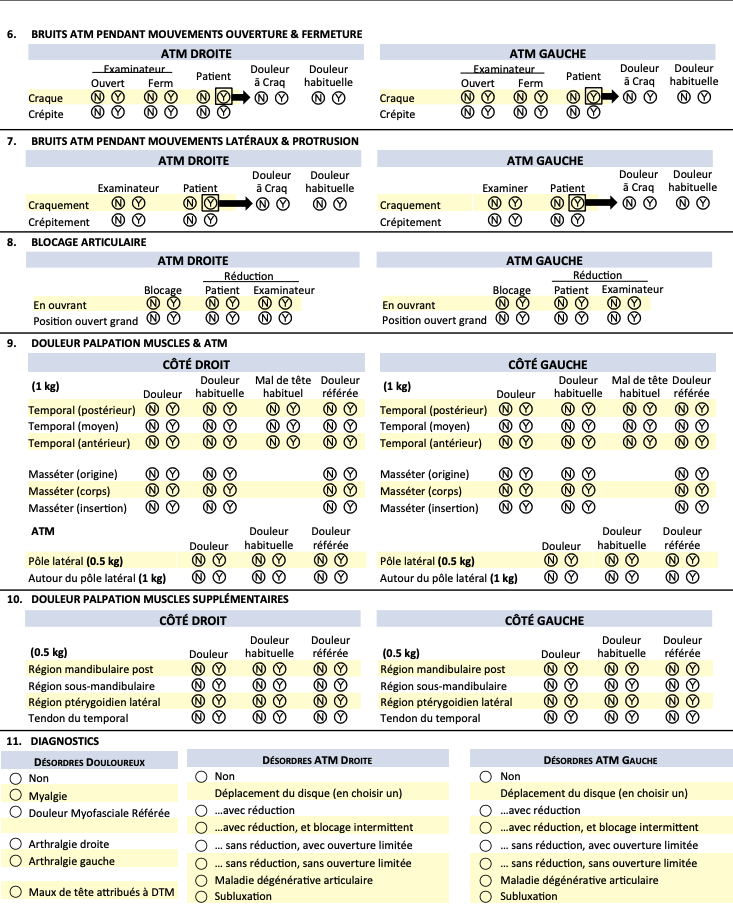 6. BRUITS ATM PENDANT MOUVEMENTS OUVERTURE & FERMETURE
ATM DROITE ATM GAUCHE
Examinateur Patient Douleur à Craq Douleur habituelle Examinateur Patient Douleur à Craq Douleur habituelle
Ouvert Ferm Ouvert Ferm
Craque N Y N Y N Y N Y N Y N Y N Y N Y N Y N Y
Crépite N Y N Y N Y N Y N Y N Y
7. BRUITS ATM PENDANT MOUVEMENTS LATÉRAUX & PROTRUSION
ATM DROITE ATM GAUCHE
Examinateur Patient Douleur à Craq Douleur habituelle Examiner Patient Douleur à Craq Douleur habituelle
Craquement N Y N Y N Y N Y Craquement N Y N Y N Y N Y
Crépitement N Y Crépitement N Y
8. BLOCAGE ARTICULAIRE
ATM DROITE ATM GAUCHE
Réduction Réduction
Blocage Patient Examinateur Blocage Patient Examinateur
En ouvrant N Y N Y N Y En ouvrant N Y N Y N Y
Position ouvert grand N Y N Y N Y Position ouvert grand N Y N Y N Y
9. DOULEUR PALPATION MUSCLES & ATM
CÔTÉ DROIT CÔTÉ GAUCHE
(1 kg) Douleur Douleur habituelle Mal de tête habituel Douleur référée (1 kg) Douleur Douleur habituelle Mal de tête habituel Douleur référée
Temporal (postérieur) N Y N Y N Y N Y Temporal (postérieur) N Y N Y N Y N Y
Temporal (moyen) N Y N Y N Y N Y Temporal (moyen) N Y N Y N Y N Y
Temporal (antérieur) N Y N Y N Y N Y Temporal (antérieur) N Y N Y N Y N Y
Masséter (origine) N Y N Y N Y Masséter (origine) N Y N Y N Y
Masséter (corps) N Y N Y N Y Masséter (corps) N Y N Y N Y
Masséter (insertion) N Y N Y N Y Masséter (insertion) N Y N Y N Y
ATM Douleur Douleur habituelle Douleur référée Douleur Douleur habituelle Douleur référée
Pôle latéral (0.5 kg) N Y N Y N Y Pôle latéral (0.5 kg) N Y N Y N Y
Autour du pôle latéral (1 kg) N Y N Y N Y Autour du pôle latéral (1 kg) N Y N Y N Y
10. DOULEUR PALPATION MUSCLES SUPPLÉMENTAIRES
CÔTÉ DROIT CÔTÉ GAUCHE
(0.5 kg) Douleur Douleur habituelle Douleur référée (0.5 kg) Douleur Douleur habituelle Douleur référée
Région mandibulaire post N Y N Y N Y Région mandibulaire post N Y N Y N Y
Région sous-mandibulaire N Y N Y N Y Région sous-mandibulaire N Y N Y N Y
Région ptérygoidien latéral N Y N Y N Y Région ptérygoidien latéral N Y N Y N Y
Tendon du temporal N Y N Y N Y Tendon du temporal N Y N Y N Y
11. DIAGNOSTICS
DÉSORDRES DOULOUREUX
Non
Myalgie
Douleur Myofasciale Référée
Arthralgie droite
Arthralgie gauche
Maux de tête attribués à DTM
DÉSORDRES ATM DROITE
Non
Déplacement du disque (en choisir un)
...avec réduction
...avec réduction, et blocage intermittent
... sans réduction, avec ouverture limitée
... sans réduction, sans ouverture limitée
Maladie dégénérative articulaire
Subluxation
DÉSORDRES ATM GAUCHE
Non
Déplacement du disque (en choisir un)
...avec réduction
...avec réduction, et blocage intermittent
... sans réduction, avec ouverture limitée
... sans réduction, sans ouverture limitée
Maladie dégénérative articulaire
Subluxation